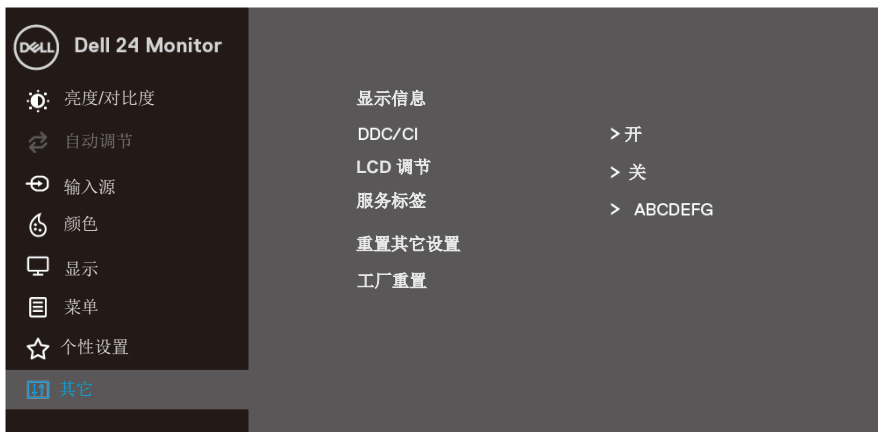 DELL Dell 24 Monitor
亮度/对比度
自动调节
输入源
颜色
显示
菜单
个性设置
其它
显示信息
DDC/CI > 开
LCD 调节 > 关
服务标签 > ABCDEFG
重置其它设置
工厂重置